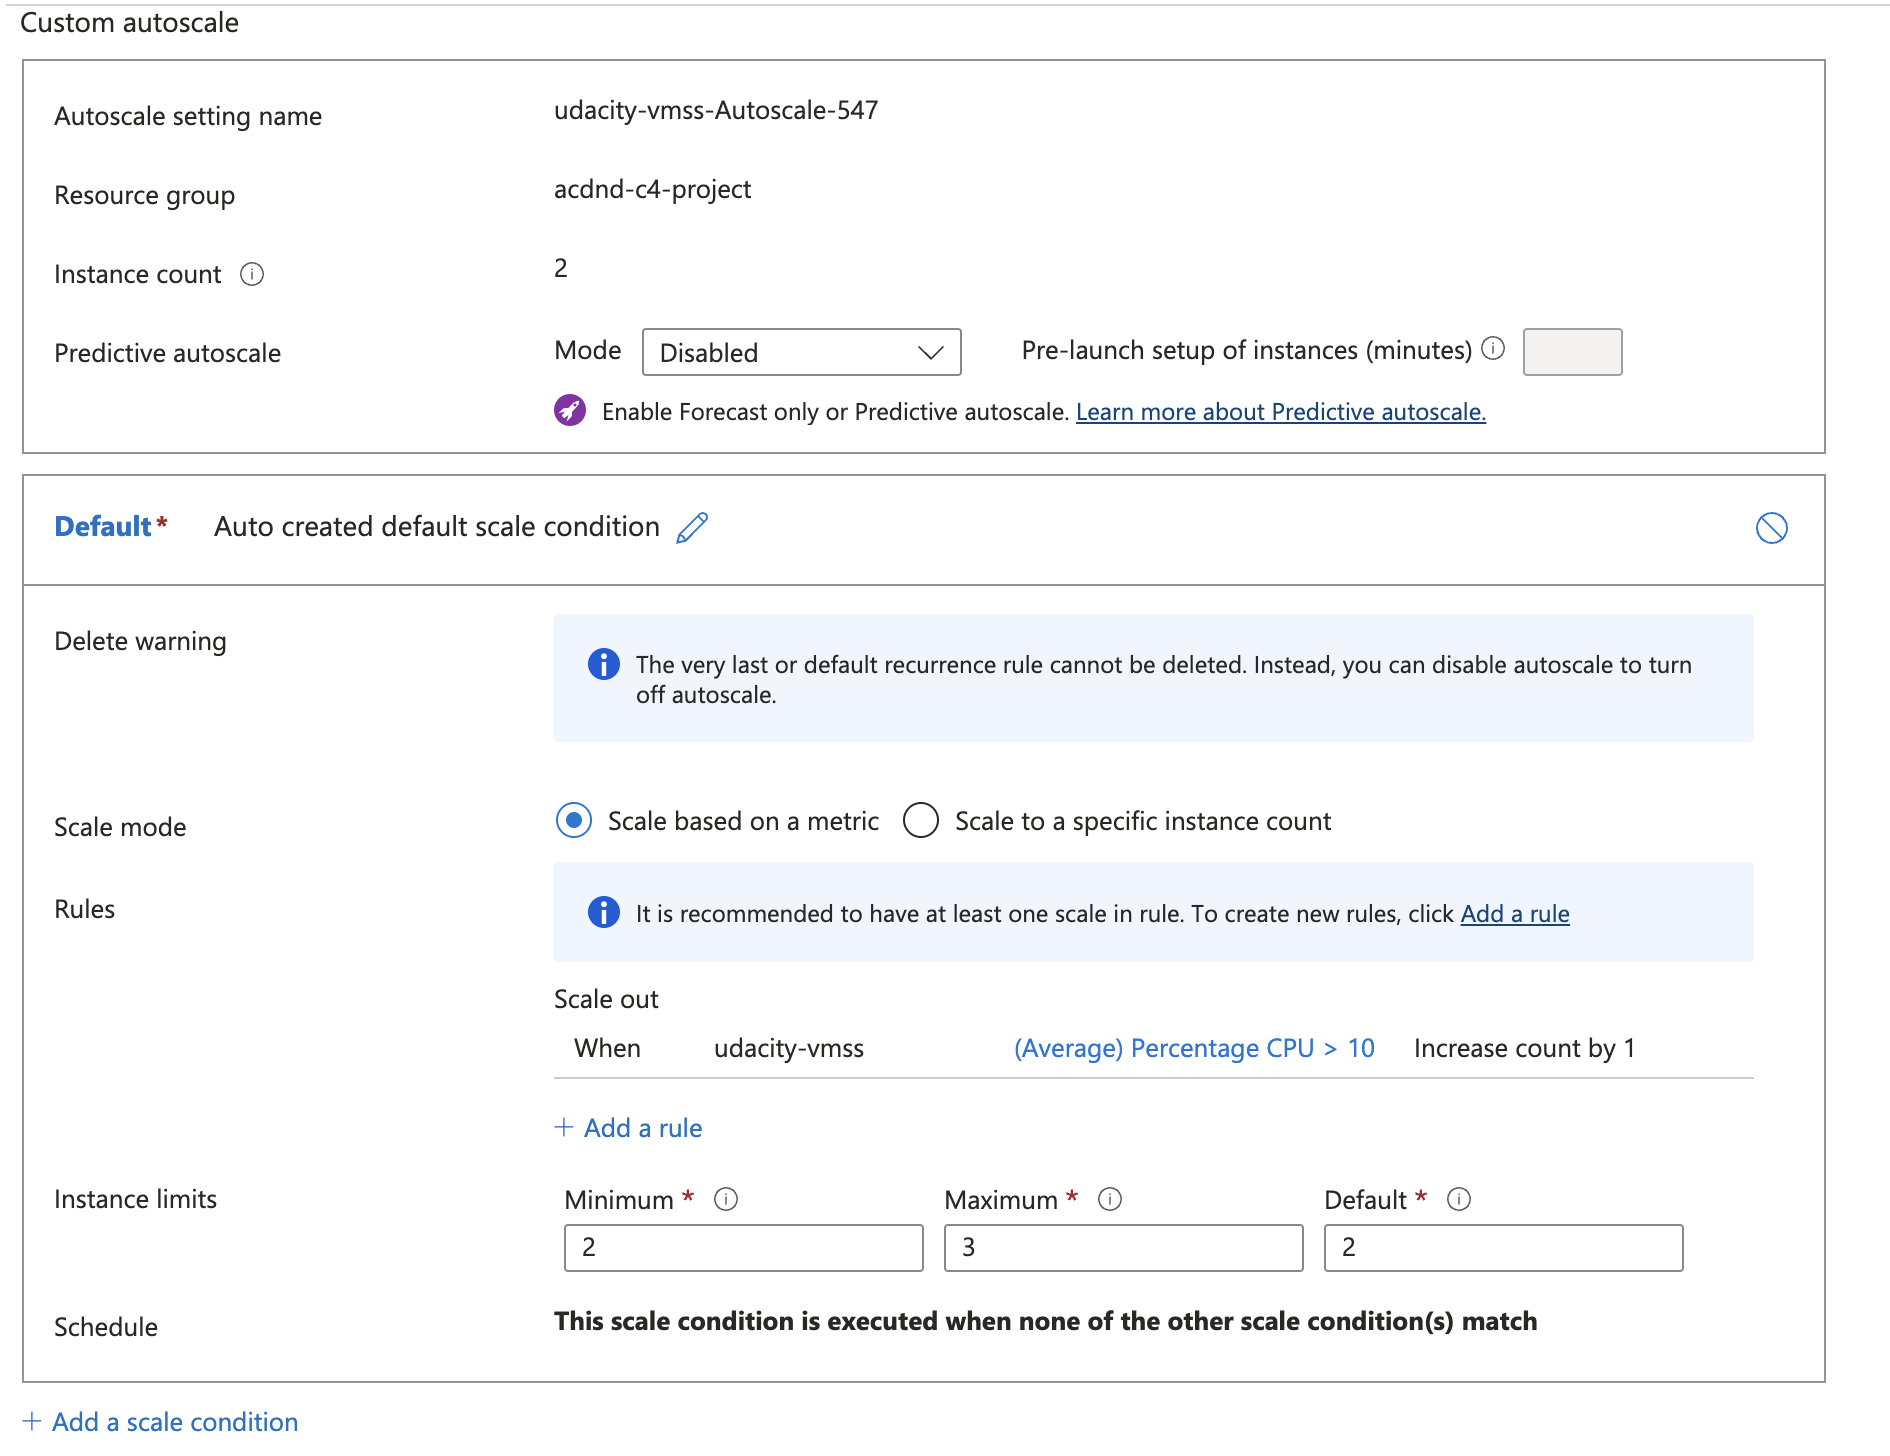 Custom autoscale
Autoscale setting name
udacity-vmss-Autoscale-547
Resource group
acdnd-c4-project
Instance count
2
Predictive autoscale
Mode
Disabled
Pre-launch setup of instances (minutes)
Enable Forecast only or Predictive autoscale. Learn more about Predictive autoscale.
Default*
Auto created default scale condition
Delete warning
The very last or default recurrence rule cannot be deleted. Instead, you can disable autoscale to turn
off autoscale.
Scale mode
Scale based on a metric
Scale to a specific instance count
Rules
It is recommended to have at least one scale in rule. To create new rules, click Add a rule
Scale out
When
udacity-vmss
(Average) Percentage CPU > 10
Increase count by 1
+ Add a rule
Instance limits
Minimum *
Maximum *
Default *
2
3
2
Schedule
This scale condition is executed when none of the other scale condition(s) match
+ Add a scale condition